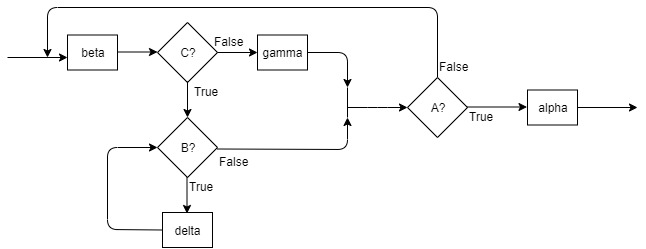 beta
C?
False
gamma
True
False
A?
True
alpha
B?
False
True
delta